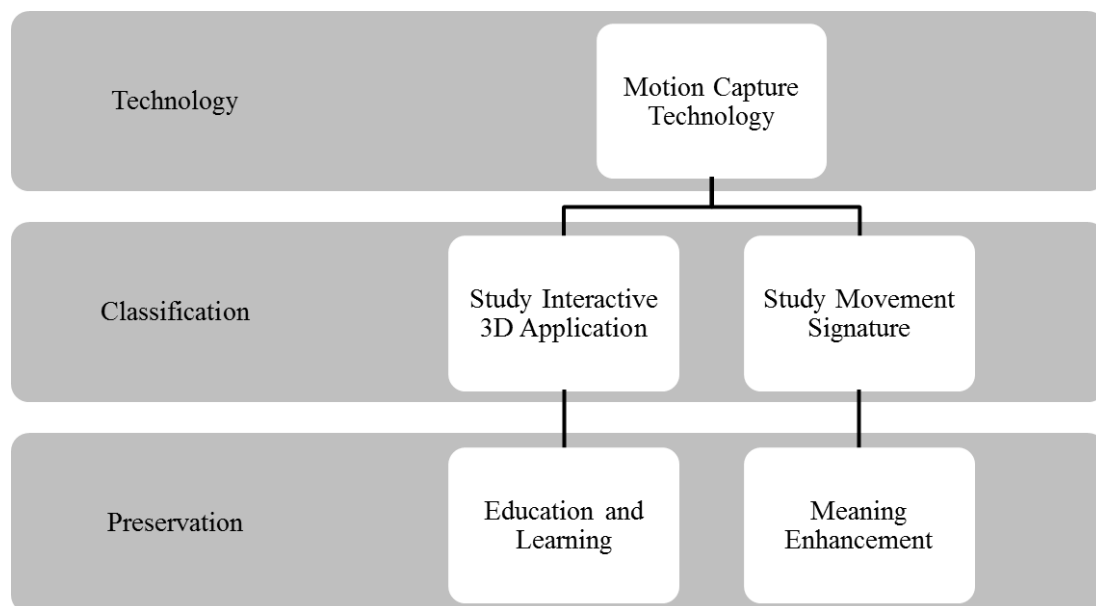 Technology
Motion Capture
Technology
Classification
Study Interactive
3D Application
Study Movement
Signature
Preservation
Education and
Learning
Meaning
Enhancement